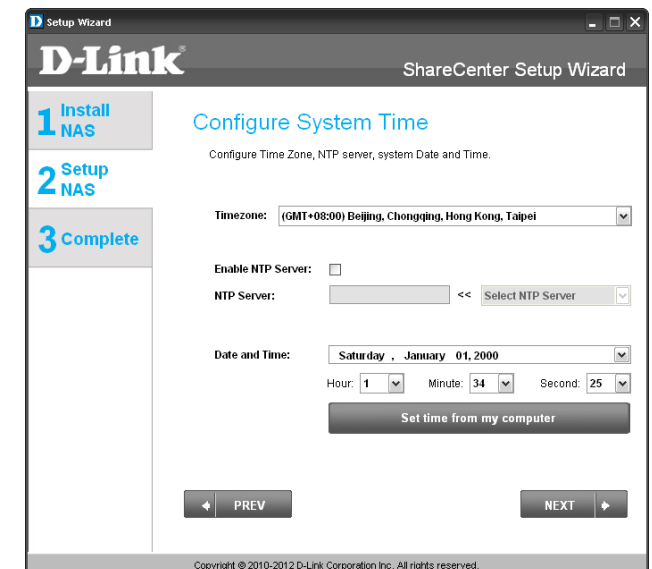 Setup Wizard
D-Link®
ShareCenter Setup Wizard
1 Install NAS
2 Setup NAS
3 Complete
Configure System Time
Configure Time Zone, NTP server, system Date and Time.
Timezone: (GMT+08:00) Beijing, Chongqing, Hong Kong, Taipei
Enable NTP Server:
NTP Server: << Select NTP Server
Date and Time: Saturday , January 01, 2000
Hour: 1 Minute: 34 Second: 25
Set time from my computer
PREV NEXT
Copyright © 2010-2012 D-Link Corporation Inc. All rights reserved.